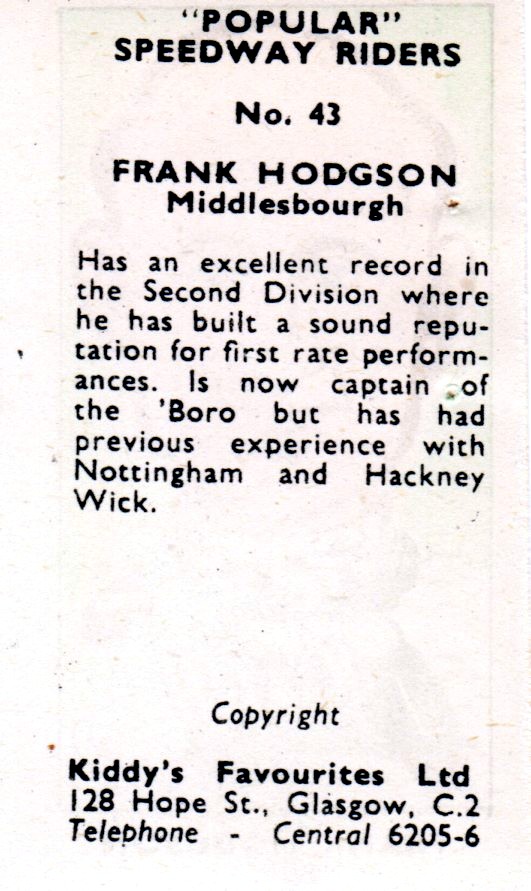 "POPULAR"
SPEEDWAY RIDERS
No. 43
FRANK HODGSON
Middlesbourgh
Has an excellent record in
the Second Division where
he has built a sound repu-
tation for first rate perform-
ances. Is now captain of
the 'Boro but has had
previous experience with
Nottingham and Hackney
Wick.
Copyright
Kiddy's Favourites Ltd
128 Hope St., Glasgow, C.2
Telephone - Central 6205-6